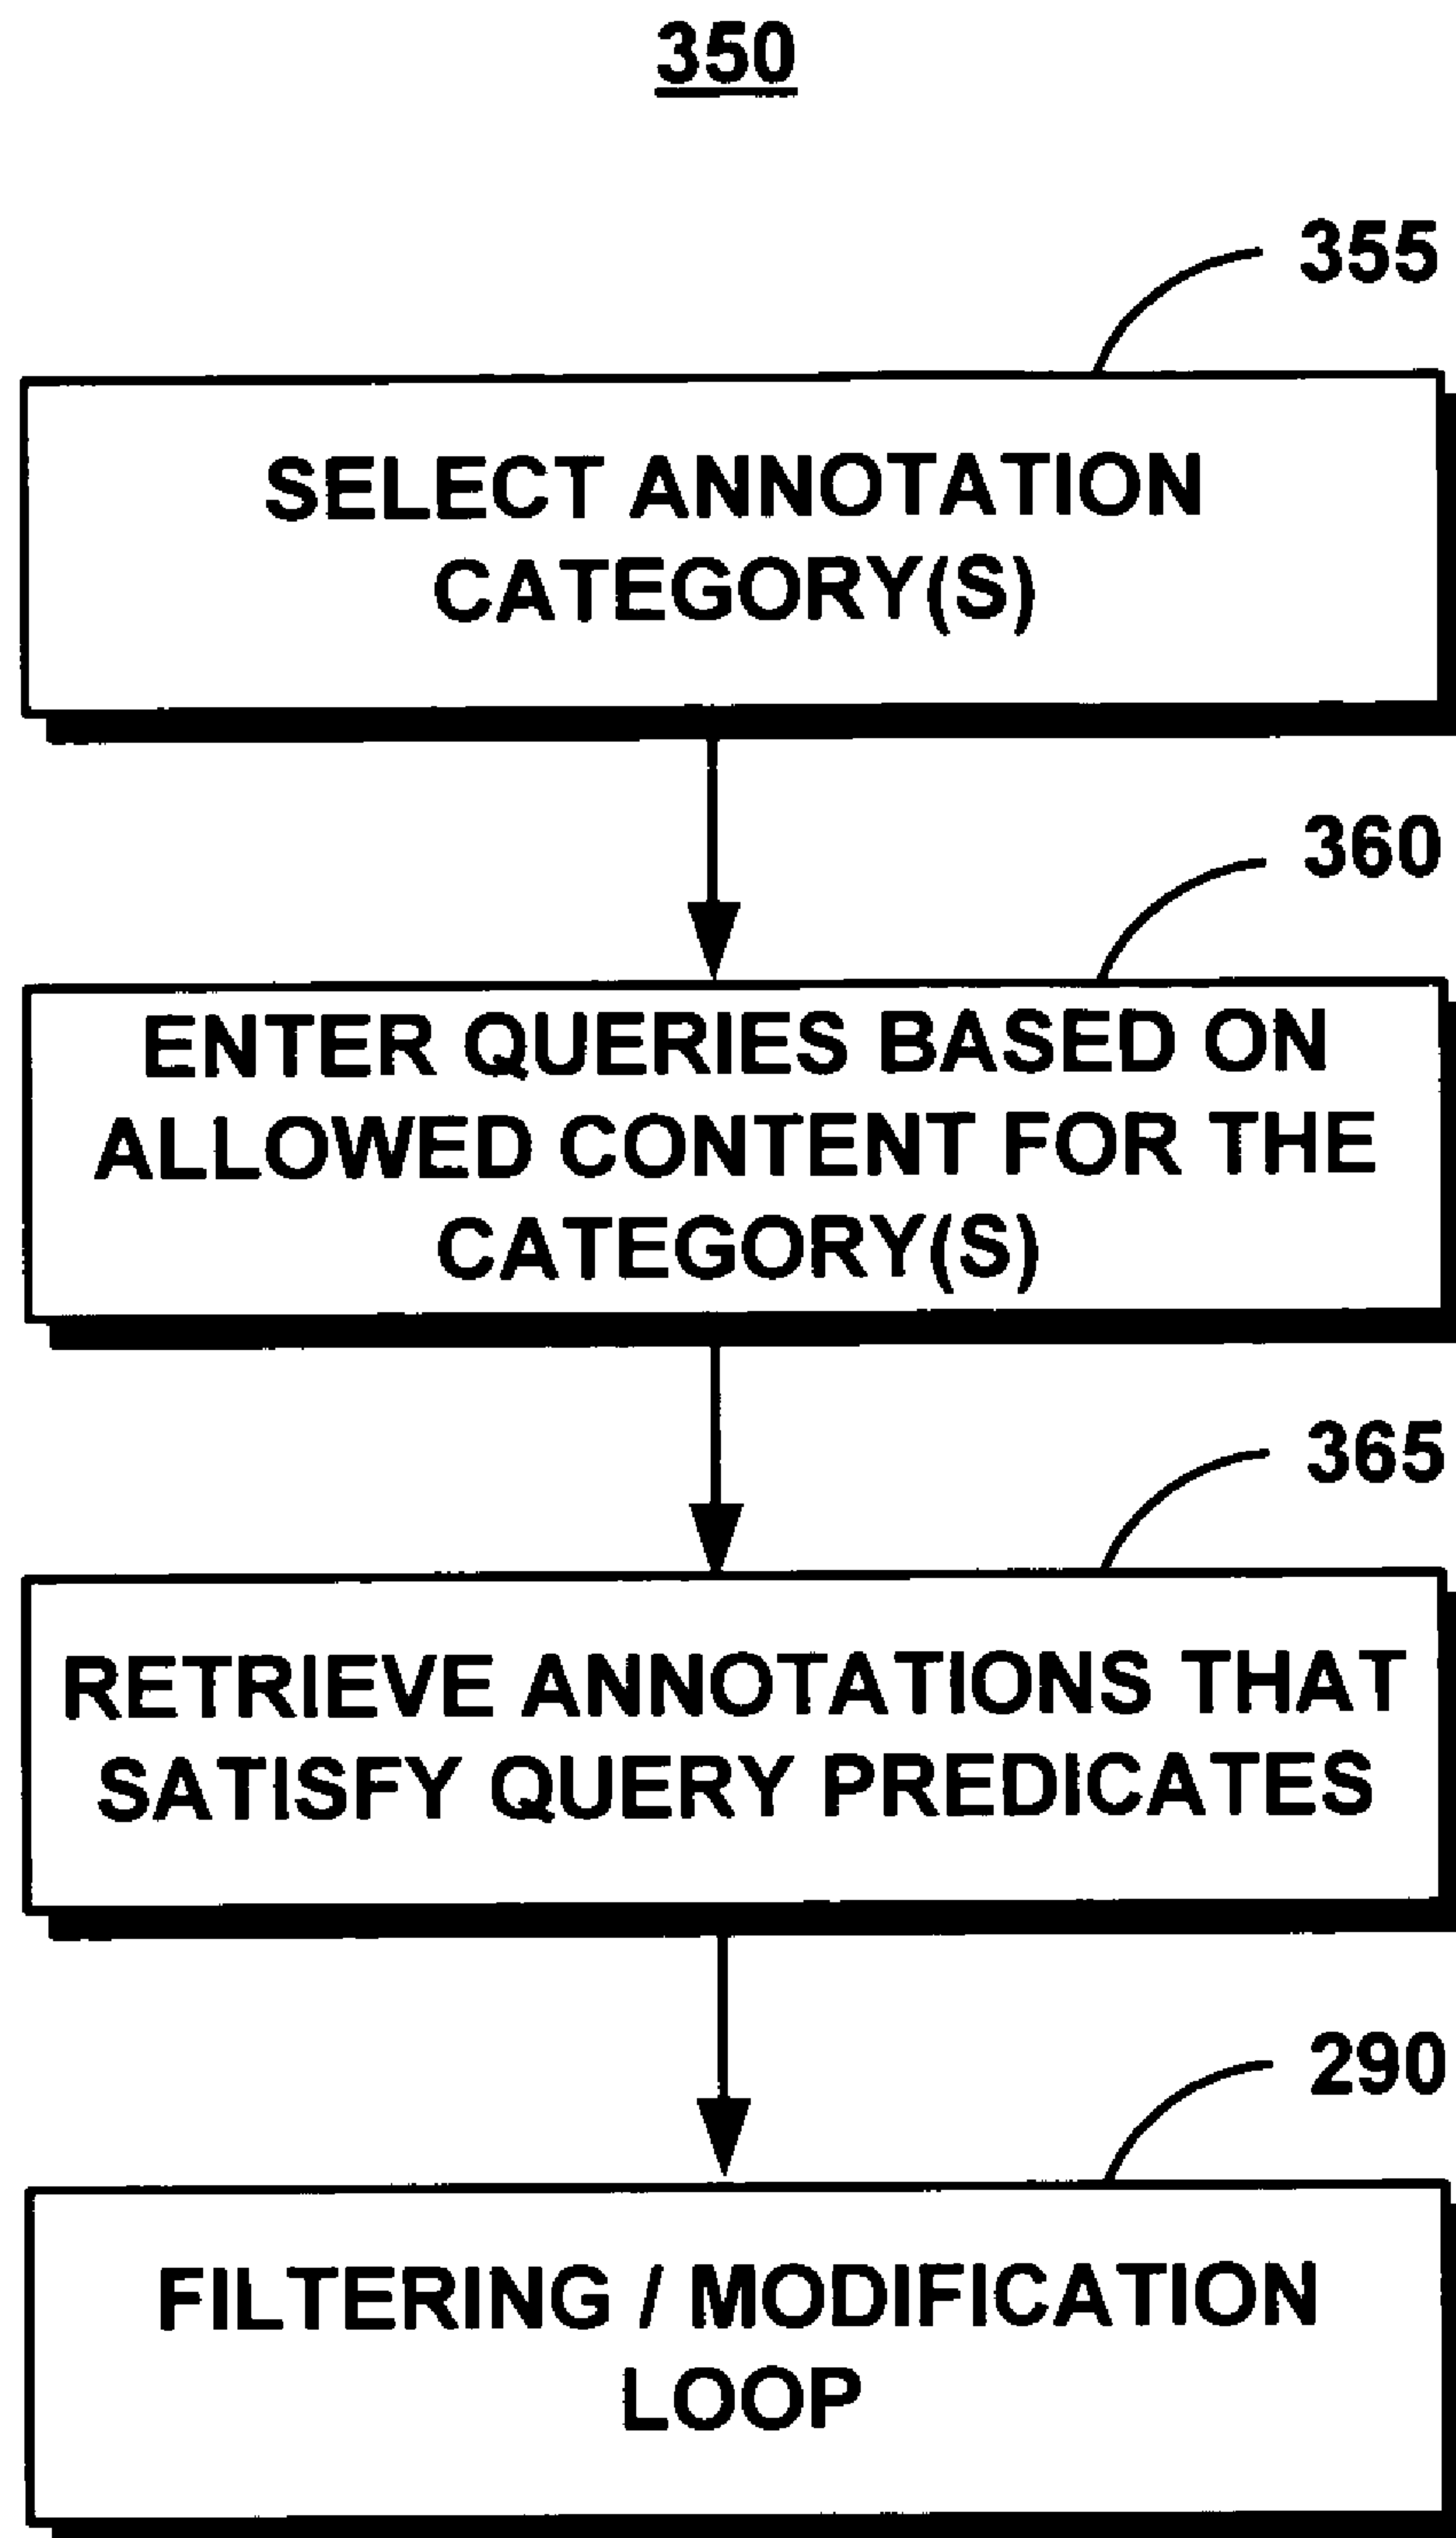 350
355
SELECT ANNOTATION
CATEGORY(S)
360
ENTER QUERIES BASED ON
ALLOWED CONTENT FOR THE
CATEGORY(S)
365
RETRIEVE ANNOTATIONS THAT
SATISFY QUERY PREDICATES
290
FILTERING / MODIFICATION
LOOP